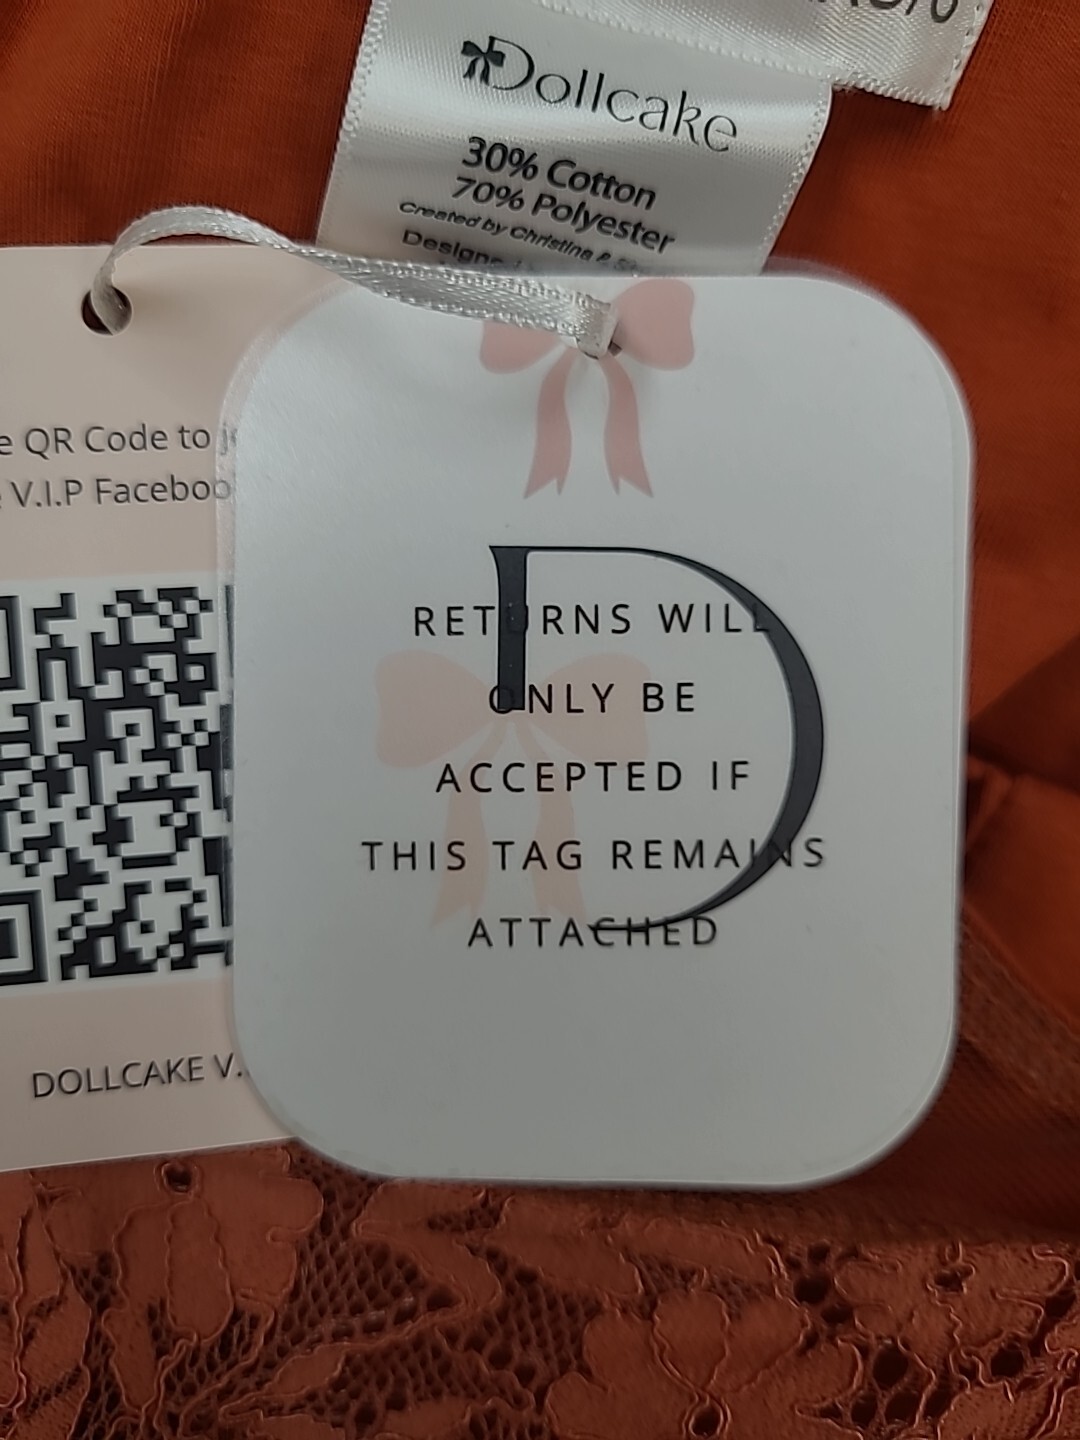 Dollcake
30% Cotton
70% Polyester
Created by Christina &
QR Code to
V.I.P
D
RETURNS WILL
ONLY BE
ACCEPTED IF
THIS TAG REMAINS
ATTACHED
DOLLCAKE